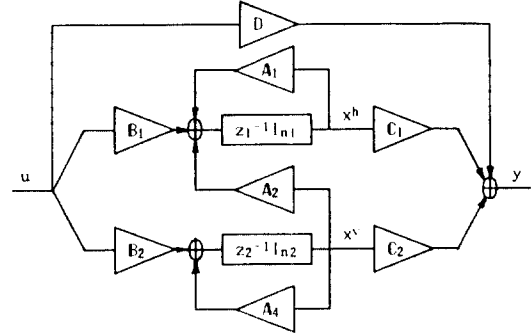 D
A₁
B₁
z₁⁻¹Iₙ₁
xʰ
C₁
u
A₂
y
B₂
z₂⁻¹Iₙ₂
xᵛ
C₂
A₄